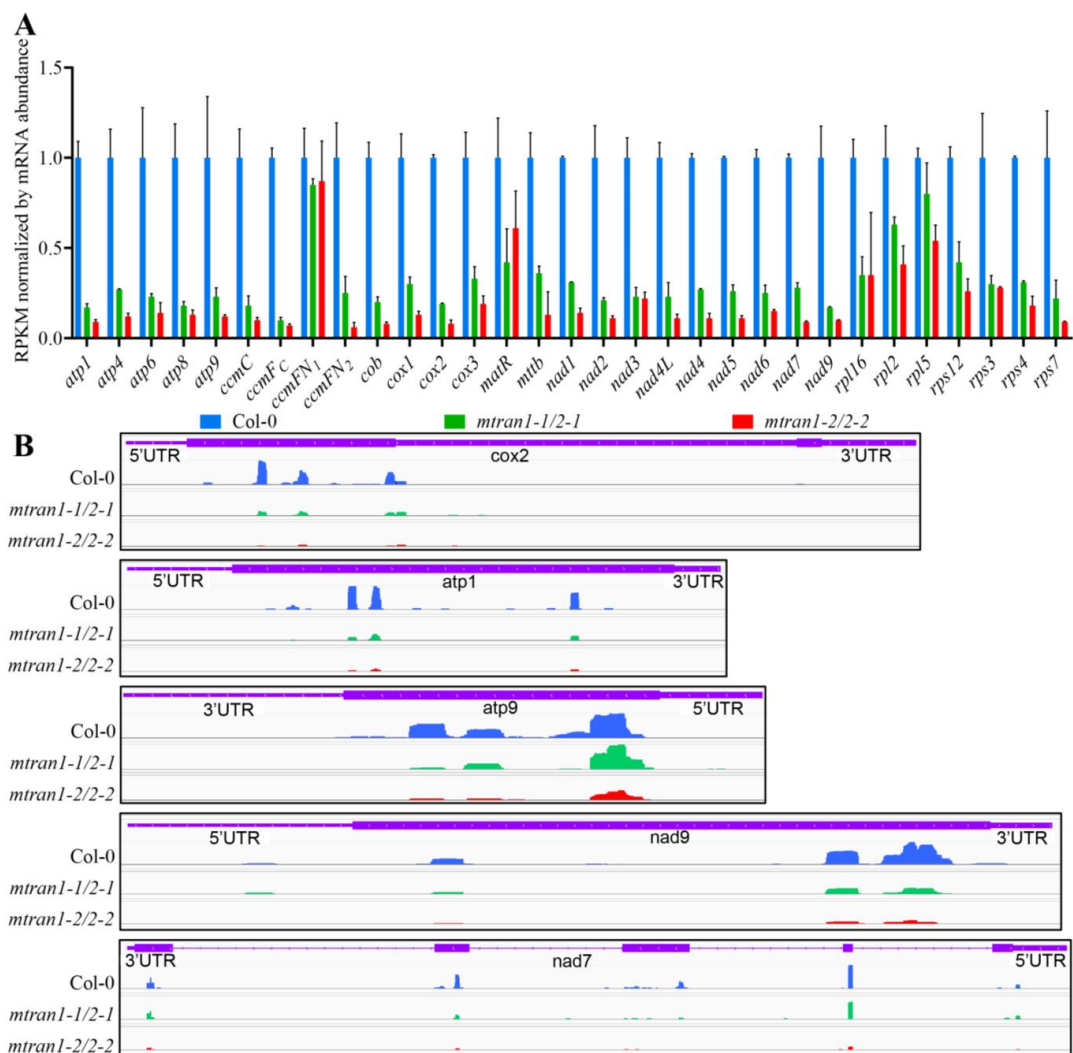 A
RPKM normalized by mRNA abundance
1.5
1.0
0.5
0.0
atp1 atp4 atp6 atp8 atp9 ccmC ccmFC ccmFN1 ccmFN2 cob cox1 cox2 cox3 matR mttb nad1 nad2 nad3 nad4L nad4 nad5 nad6 nad7 nad9 rpl16 rpl2 rpl5 rps12 rps3 rps4 rps7
Col-0 mtran1-1/2-1 mtran1-2/2-2
B
5'UTR cox2 3'UTR
Col-0
mtran1-1/2-1
mtran1-2/2-2
5'UTR atp1 3'UTR
Col-0
mtran1-1/2-1
mtran1-2/2-2
3'UTR atp9 5'UTR
Col-0
mtran1-1/2-1
mtran1-2/2-2
5'UTR nad9 3'UTR
Col-0
mtran1-1/2-1
mtran1-2/2-2
3'UTR nad7 5'UTR
Col-0
mtran1-1/2-1
mtran1-2/2-2